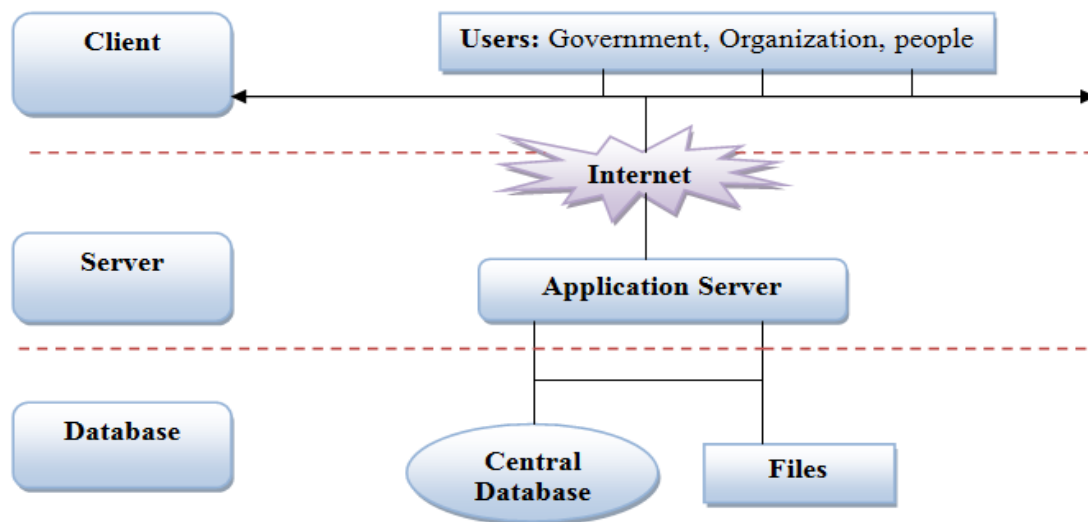 Client
Users: Government, Organization, people
Internet
Server
Application Server
Database
Central
Database
Files